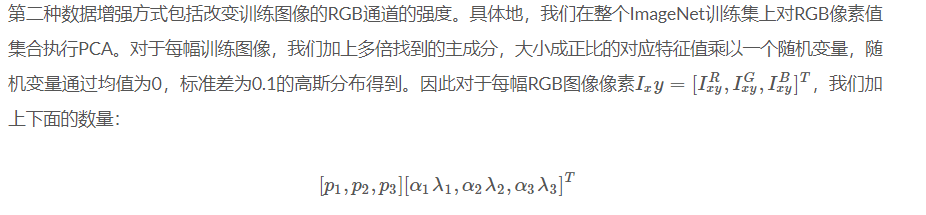 第二种数据增强方式包括改变训练图像的RGB通道的强度。具体地，我们在整个ImageNet训练集上对RGB像素值
集合执行PCA。对于每幅训练图像，我们加上多倍找到的主成分，大小成正比的对应特征值乘以一个随机变量，随
机变量通过均值为0，标准差为0.1的高斯分布得到。因此对于每幅RGB图像像素$I_xy = [I_{xy}^R, I_{xy}^G, I_{xy}^B]^T$，我们加
上下面的数量：
$[p_1, p_2, p_3][\alpha_1\lambda_1, \alpha_2\lambda_2, \alpha_3\lambda_3]^T$